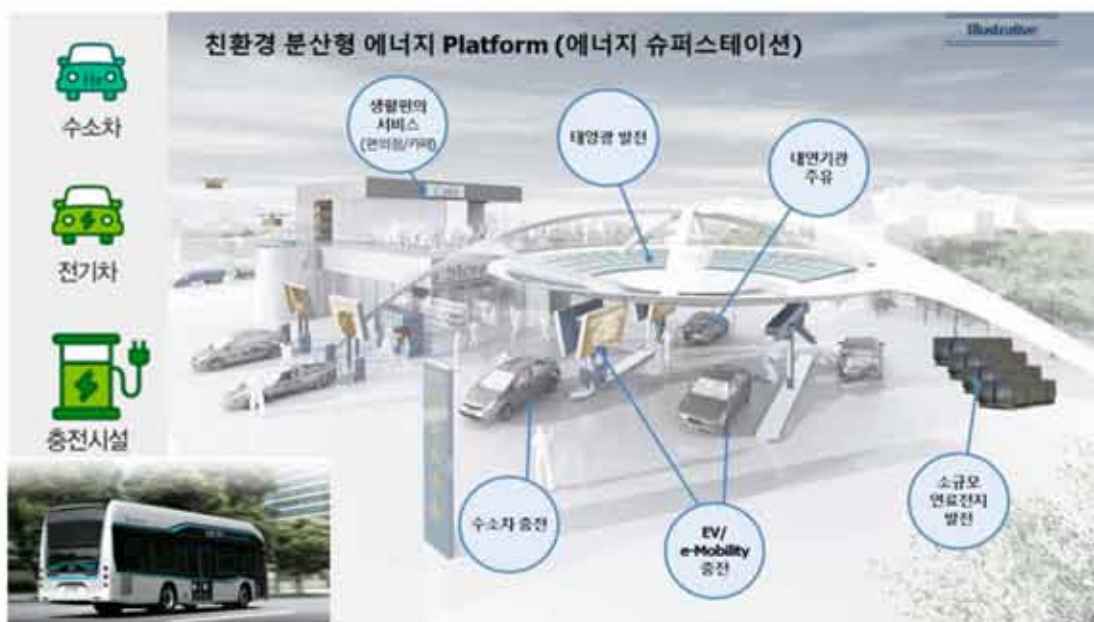 친환경 분산형 에너지 Platform (에너지 슈퍼스테이션)
Illustrative
수소차
전기차
충전시설
생활편의
서비스
(편의점/카페)
태양광 발전
내연기관
주유
수소차 충전
EV/
e-Mobility
충전
소규모
연료전지
발전